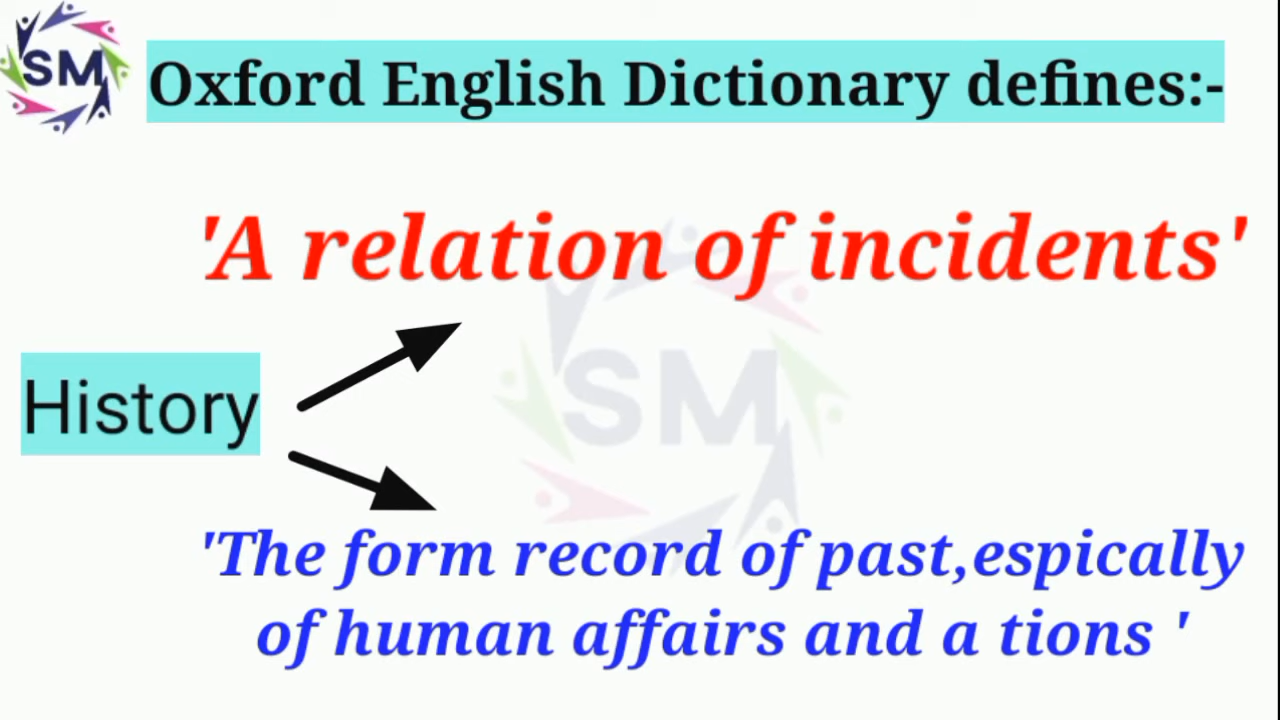 SM
Oxford English Dictionary defines:-
'A relation of incidents'
SM
History
'The form record of past,espically
of human affairs and a tions '